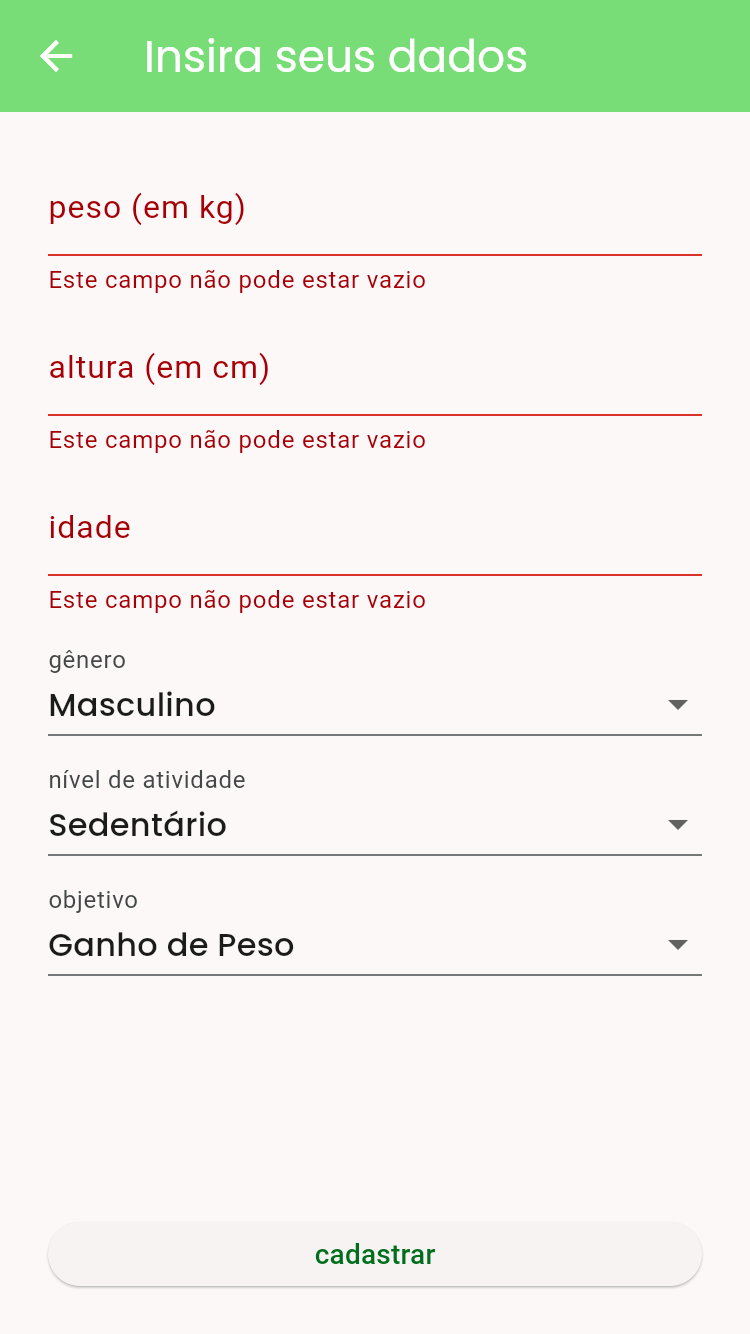 Insira seus dados
peso (em kg)
Este campo não pode estar vazio
altura (em cm)
Este campo não pode estar vazio
idade
Este campo não pode estar vazio
gênero
Masculino
nível de atividade
Sedentário
objetivo
Ganho de Peso
cadastrar